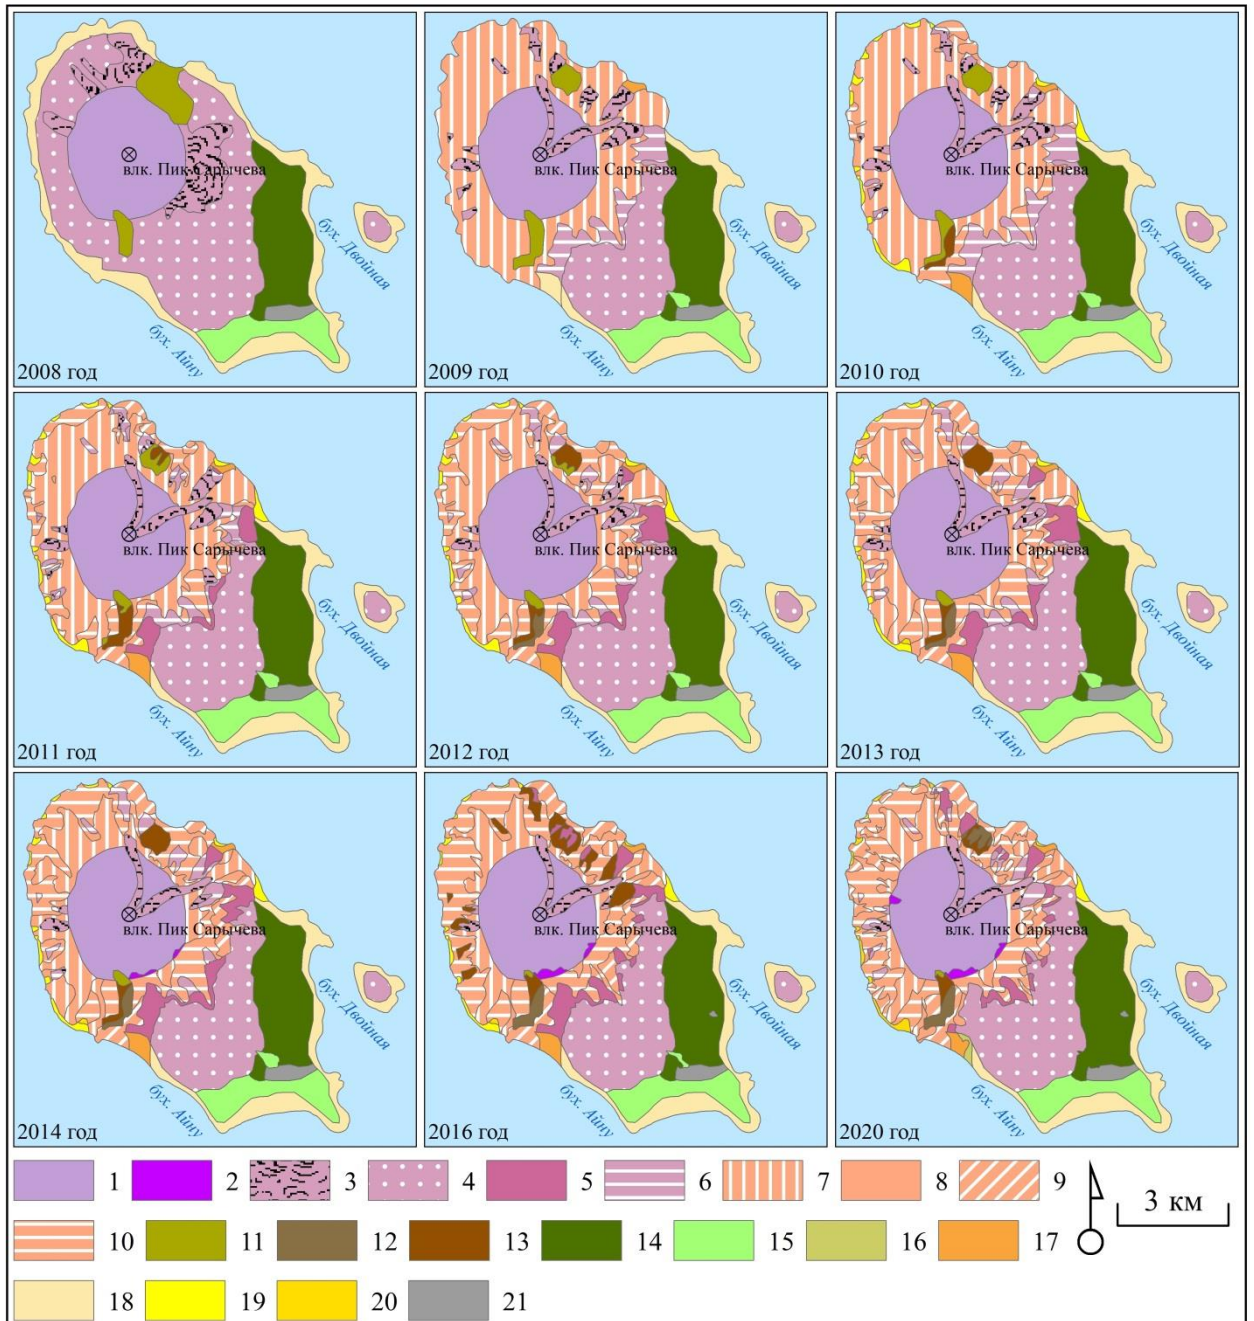 влк. Пик Сарычева
бух. Двойная
бух. Айну
2008 год
влк. Пик Сарычева
бух. Двойная
бух. Айну
2009 год
влк. Пик Сарычева
бух. Двойная
бух. Айну
2010 год
влк. Пик Сарычева
бух. Двойная
бух. Айну
2011 год
влк. Пик Сарычева
бух. Двойная
бух. Айну
2012 год
влк. Пик Сарычева
бух. Двойная
бух. Айну
2013 год
влк. Пик Сарычева
бух. Двойная
бух. Айну
2014 год
влк. Пик Сарычева
бух. Двойная
бух. Айну
2016 год
влк. Пик Сарычева
бух. Двойная
бух. Айну
2020 год
1 2 3 4 5 6 7 8 9
3 км
10 11 12 13 14 15 16 17
18 19 20 21